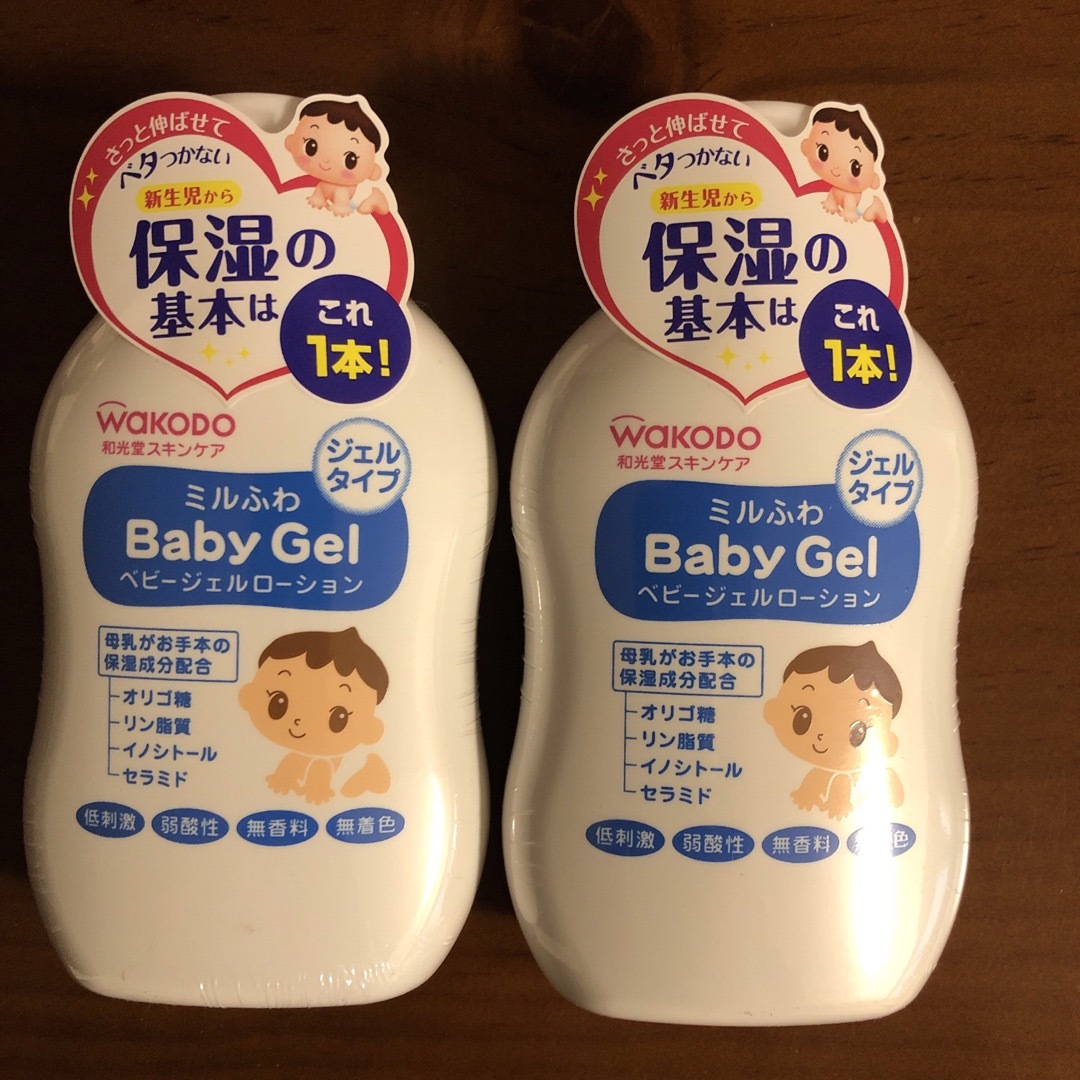 さっと伸ばせて
ベタつかない
新生児から
保湿の
基本は
これ
1本!
WAKODO
和光堂スキンケア
ジェル
タイプ
ミルふわ
Baby Gel
ベビージェルローション
母乳がお手本の
保湿成分配合
オリゴ糖
リン脂質
イノシトール
セラミド
低刺激 弱酸性 無香料 無着色
さっと伸ばせて
ベタつかない
新生児から
保湿の
基本は
これ
1本!
WAKODO
和光堂スキンケア
ジェル
タイプ
ミルふわ
Baby Gel
ベビージェルローション
母乳がお手本の
保湿成分配合
オリゴ糖
リン脂質
イノシトール
セラミド
低刺激 弱酸性 無香料 無着色